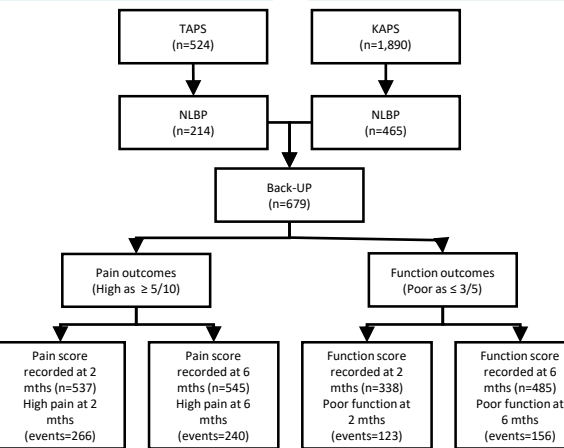 TAPS
(n=524)
KAPS
(n=1,890)
NLBP
(n=214)
NLBP
(n=465)
Back-UP
(n=679)
Pain outcomes
(High as ≥ 5/10)
Function outcomes
(Poor as ≤ 3/5)
Pain score
recorded at 2
mths (n=537)
High pain at 2
mths
(events=266)
Pain score
recorded at 6
mths (n=545)
High pain at 6
mths
(events=240)
Function score
recorded at 2
mths (n=338)
Poor function at
2 mths
(events=123)
Function score
recorded at 6
mths (n=485)
Poor function at
6 mths
(events=156)